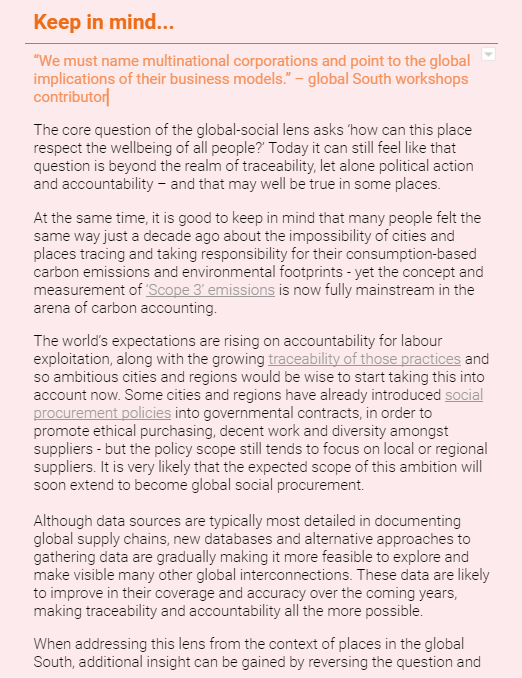 Keep in mind...
“We must name multinational corporations and point to the global
implications of their business models.” – global South workshops
contributor
The core question of the global-social lens asks ‘how can this place
respect the wellbeing of all people?’ Today it can still feel like that
question is beyond the realm of traceability, let alone political action
and accountability – and that may well be true in some places.
At the same time, it is good to keep in mind that many people felt the
same way just a decade ago about the impossibility of cities and
places tracing and taking responsibility for their consumption-based
carbon emissions and environmental footprints - yet the concept and
measurement of ‘Scope 3’ emissions is now fully mainstream in the
arena of carbon accounting.
The world’s expectations are rising on accountability for labour
exploitation, along with the growing traceability of those practices and
so ambitious cities and regions would be wise to start taking this into
account now. Some cities and regions have already introduced social
procurement policies into governmental contracts, in order to
promote ethical purchasing, decent work and diversity amongst
suppliers - but the policy scope still tends to focus on local or regional
suppliers. It is very likely that the expected scope of this ambition will
soon extend to become global social procurement.
Although data sources are typically most detailed in documenting
global supply chains, new databases and alternative approaches to
gathering data are gradually making it more feasible to explore and
make visible many other global interconnections. These data are likely
to improve in their coverage and accuracy over the coming years,
making traceability and accountability all the more possible.
When addressing this lens from the context of places in the global
South, additional insight can be gained by reversing the question and